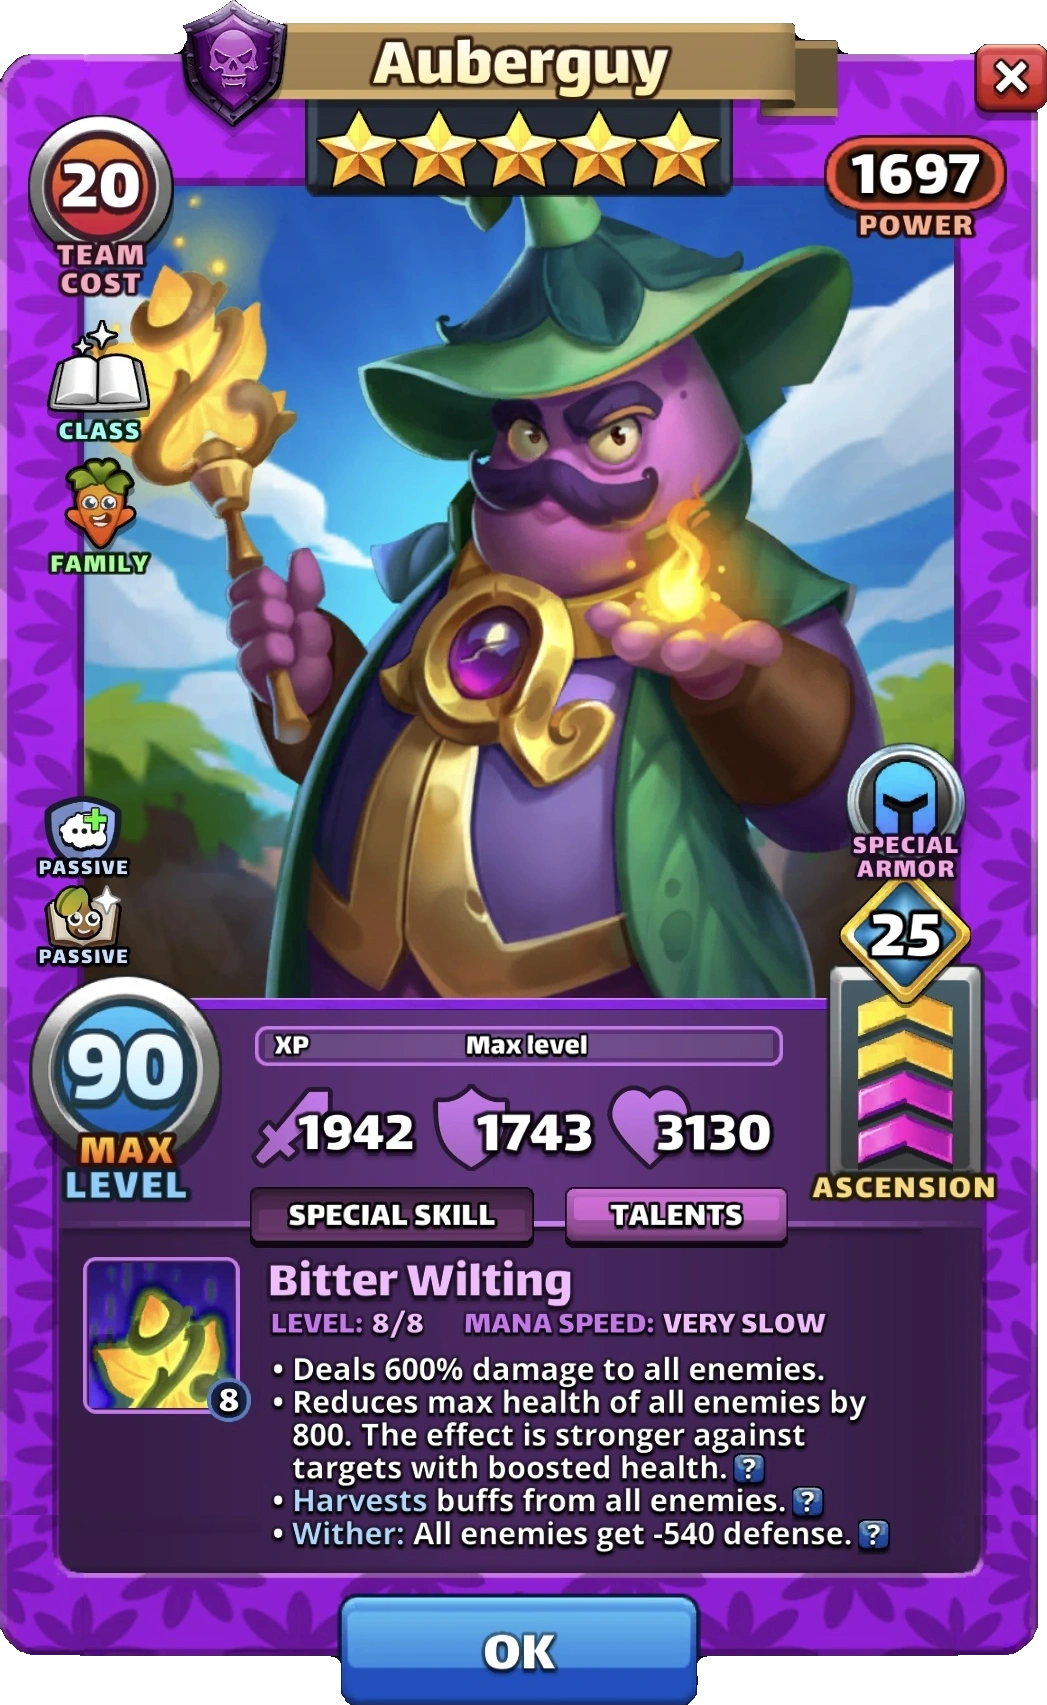 Auberguy
20
TEAM
COST
1697
POWER
CLASS
FAMILY
PASSIVE
PASSIVE
SPECIAL
ARMOR
25
90
MAX
LEVEL
XP Max level
1942 1743 3130
ASCENSION
SPECIAL SKILL TALENTS
Bitter Wilting
LEVEL: 8/8 MANA SPEED: VERY SLOW
8
• Deals 600% damage to all enemies.
• Reduces max health of all enemies by
800. The effect is stronger against
targets with boosted health. ?
• Harvests buffs from all enemies. ?
• Wither: All enemies get -540 defense. ?
OK